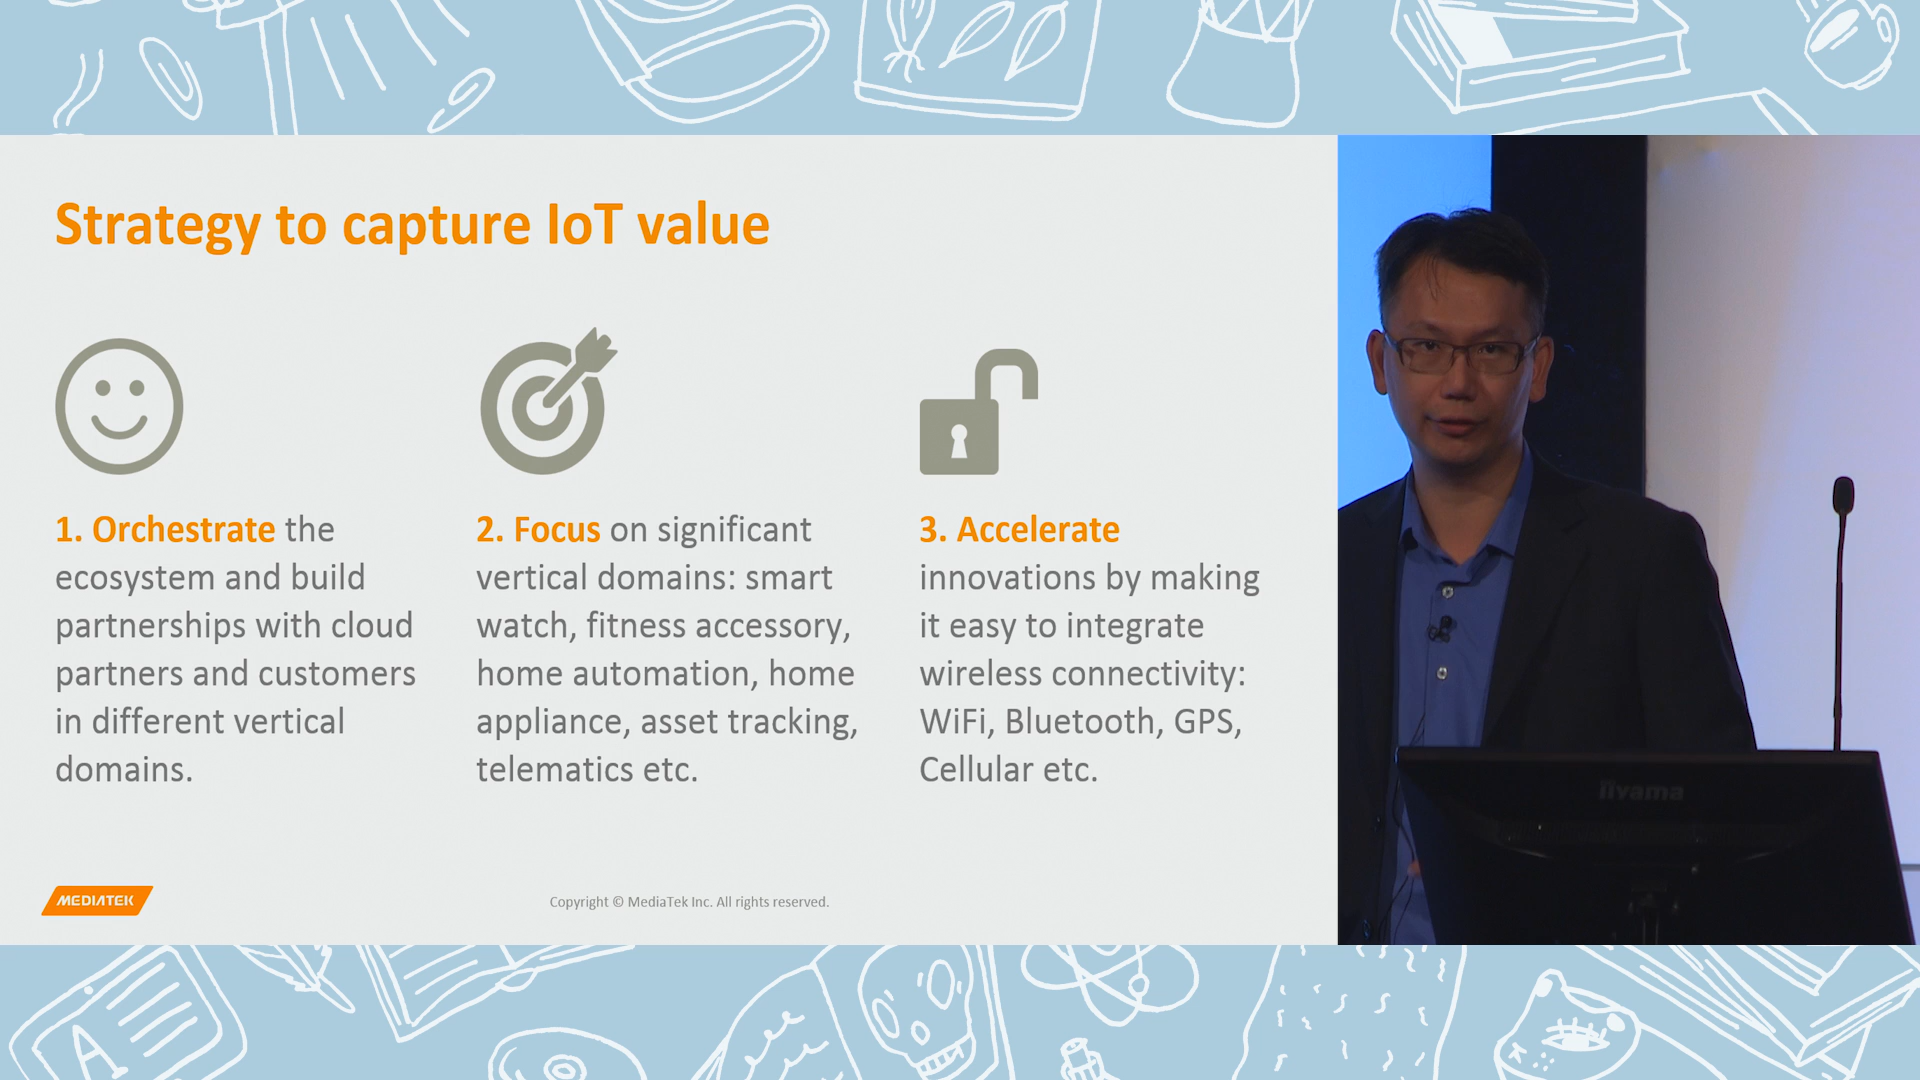 Strategy to capture IoT value
1. Orchestrate the
ecosystem and build
partnerships with cloud
partners and customers
in different vertical
domains.
2. Focus on significant
vertical domains: smart
watch, fitness accessory,
home automation, home
appliance, asset tracking,
telematics etc.
3. Accelerate
innovations by making
it easy to integrate
wireless connectivity:
WiFi, Bluetooth, GPS,
Cellular etc.
MEDIATEK
Copyright © MediaTek Inc. All rights reserved.
iiyama
A